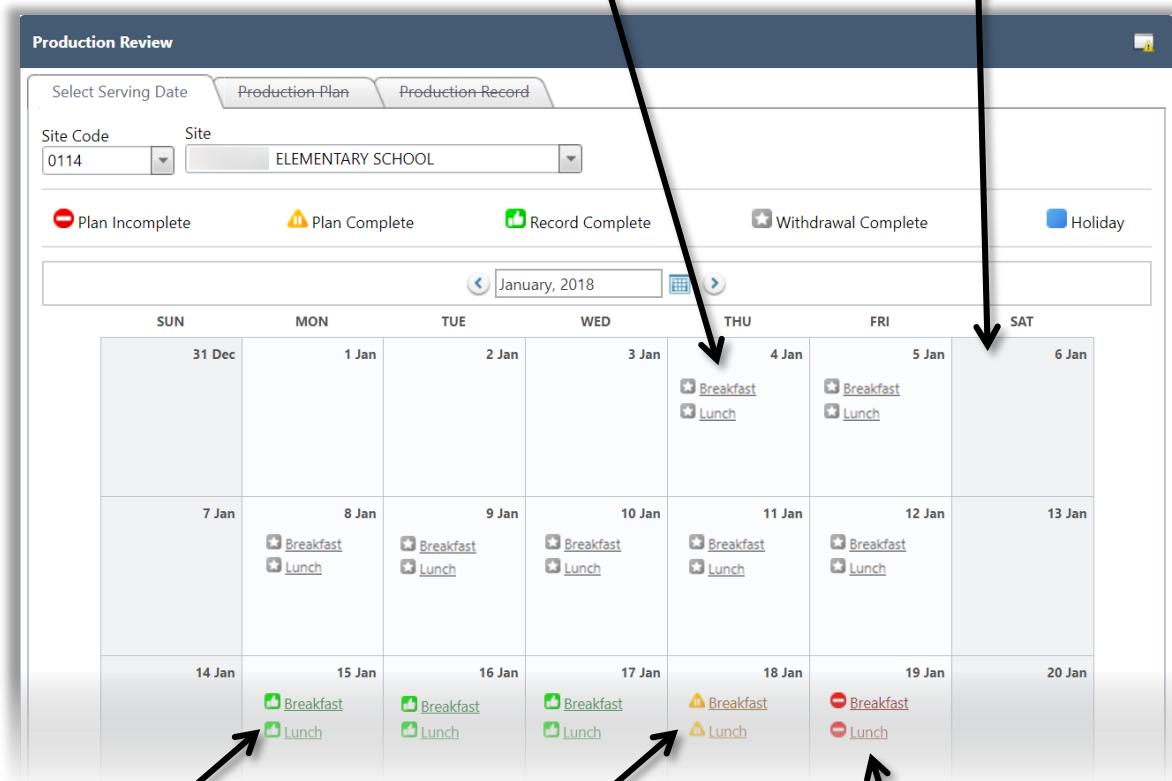 Production Review
Select Serving Date Production Plan Production Record
Site Code Site
0114 ELEMENTARY SCHOOL
Plan Incomplete Plan Complete Record Complete Withdrawal Complete Holiday
January, 2018
SUN MON TUE WED THU FRI SAT
31 Dec 1 Jan 2 Jan 3 Jan 4 Jan 5 Jan 6 Jan
Breakfast Breakfast
Lunch Lunch
7 Jan 8 Jan 9 Jan 10 Jan 11 Jan 12 Jan 13 Jan
Breakfast Breakfast Breakfast Breakfast Breakfast
Lunch Lunch Lunch Lunch Lunch
14 Jan 15 Jan 16 Jan 17 Jan 18 Jan 19 Jan 20 Jan
Breakfast Breakfast Breakfast Breakfast Breakfast
Lunch Lunch Lunch Lunch Lunch